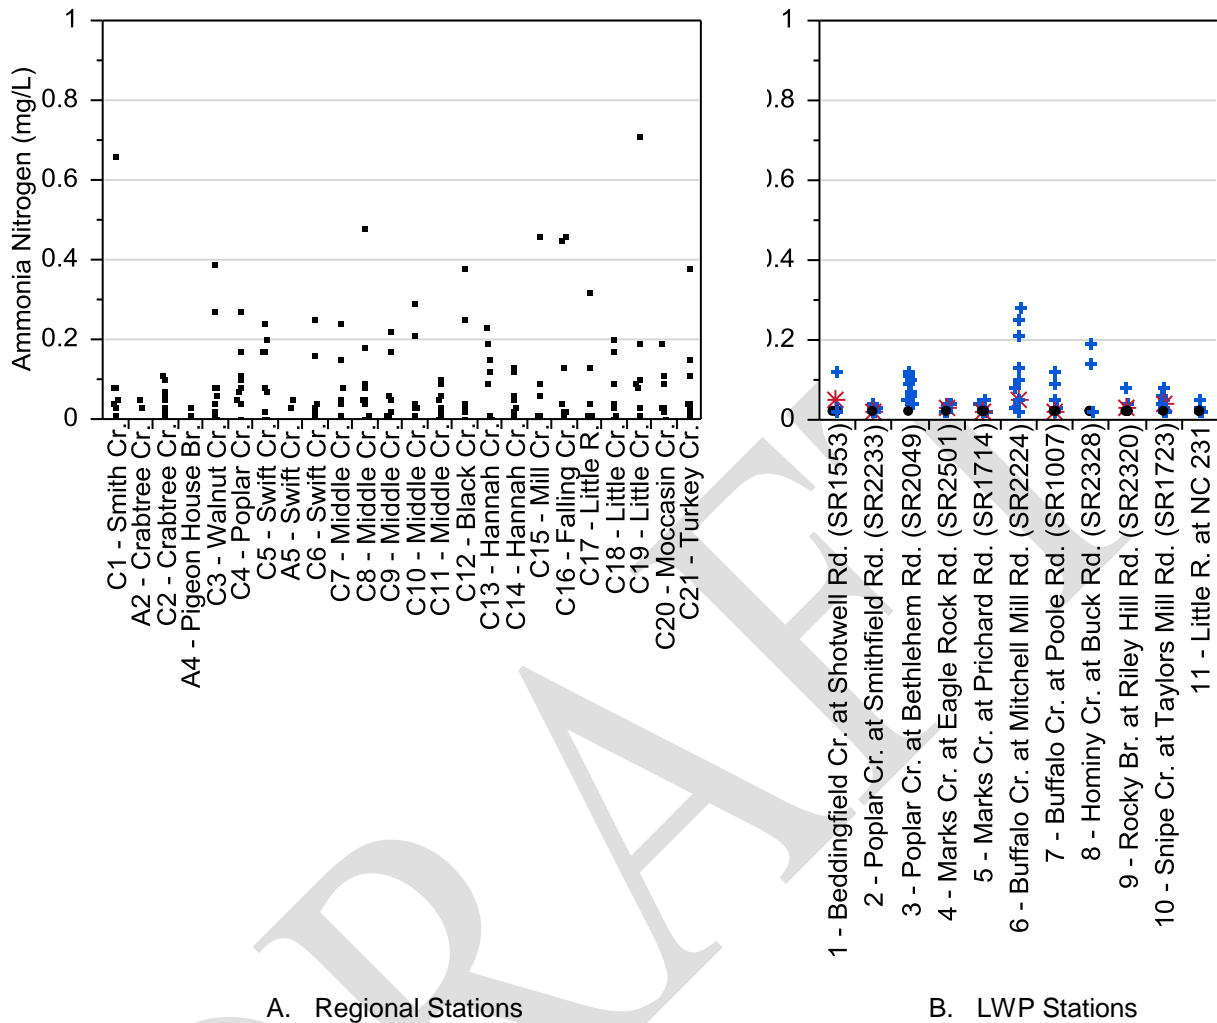 Ammonia Nitrogen (mg/L)
1
0.8
0.6
0.4
0.2
0
C1 - Smith Cr.
A2 - Crabtree Cr.
C2 - Crabtree Cr.
A4 - Pigeon House Br.
C3 - Walnut Cr.
C4 - Poplar Cr.
C5 - Swift Cr.
A5 - Swift Cr.
C6 - Swift Cr.
C7 - Middle Cr.
C8 - Middle Cr.
C9 - Middle Cr.
C10 - Middle Cr.
C11 - Middle Cr.
C12 - Black Cr.
C13 - Hannah Cr.
C14 - Hannah Cr.
C15 - Mill Cr.
C16 - Falling Cr.
C17 - Little R.
C18 - Little Cr.
C19 - Little Cr.
C20 - Moccasin Cr.
C21 - Turkey Cr.
A. Regional Stations
1
0.8
0.6
0.4
0.2
0
1 - Beddingfield Cr. at Shotwell Rd. (SR1553)
2 - Poplar Cr. at Smithfield Rd. (SR2233)
3 - Poplar Cr. at Bethlehem Rd. (SR2049)
4 - Marks Cr. at Eagle Rock Rd. (SR2501)
5 - Marks Cr. at Prichard Rd. (SR1714)
6 - Buffalo Cr. at Mitchell Mill Rd. (SR2224)
7 - Buffalo Cr. at Poole Rd. (SR1007)
8 - Hominy Cr. at Buck Rd. (SR2328)
9 - Rocky Br. at Riley Hill Rd. (SR2320)
10 - Snipe Cr. at Taylors Mill Rd. (SR1723)
11 - Little R. at NC 231
B. LWP Stations
DRAFT